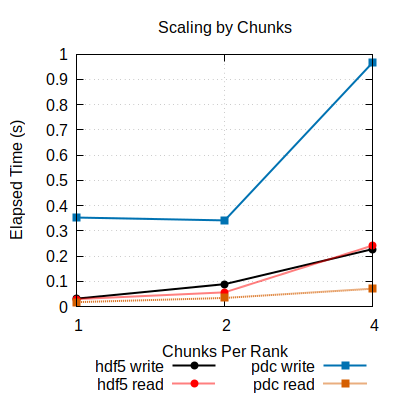 Scaling by Chunks
1
0.9
0.8
0.7
0.6
0.5
0.4
0.3
0.2
0.1
0
Elapsed Time (s)
1 2 4
Chunks Per Rank
hdf5 write pdc write
hdf5 read pdc read